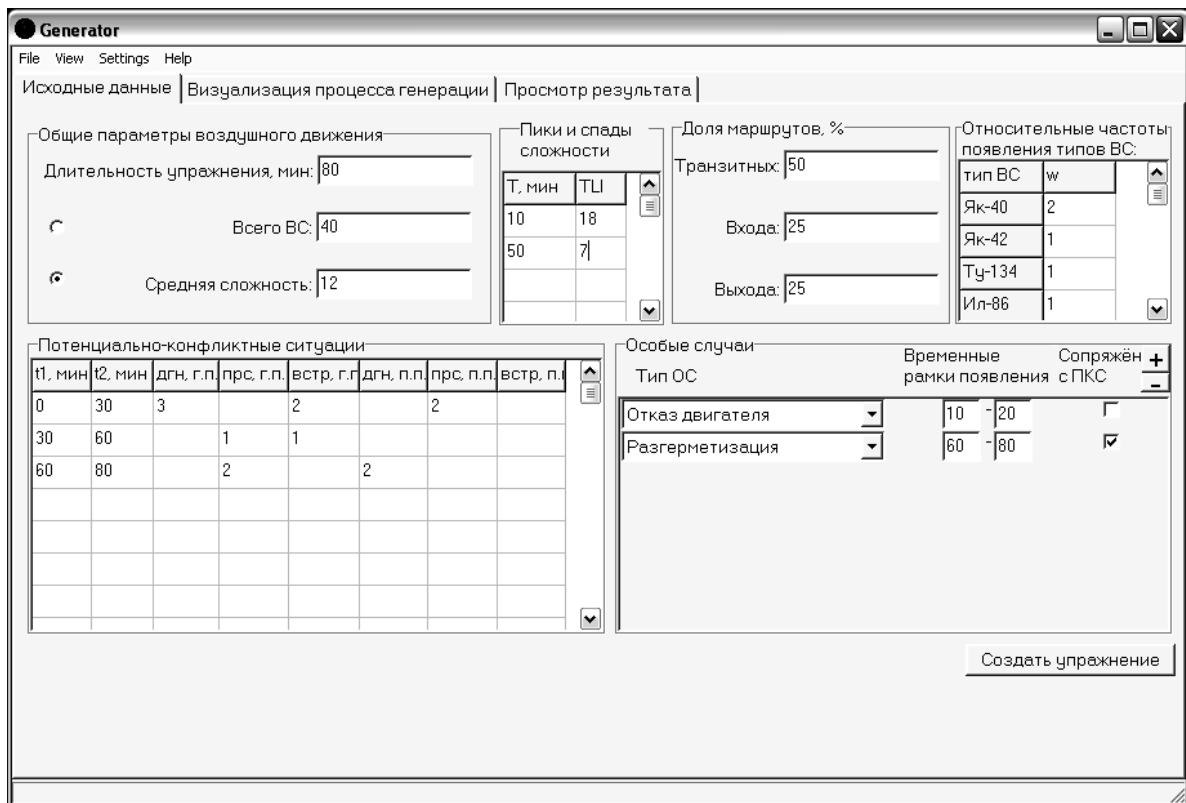 Generator
File View Settings Help
Исходные данные Визуализация процесса генерации Просмотр результата
Общие параметры воздушного движения
Длительность упражнения, мин: 80
Всего ВС: 40
Средняя сложность: 12
Пики и спады
сложности
T, мин TLI
10 18
50 7
Доля маршрутов, %
Транзитных: 50
Входа: 25
Выхода: 25
Относительные частоты
появления типов ВС:
тип ВС w
Як-40 2
Як-42 1
Ту-134 1
Ил-86 1
Потенциально-конфликтные ситуации
t1, мин t2, мин дгн, г.п. прс, г.п. встр, г.п дгн, п.п. прс, п.п. встр, п.п
0 30 3 2 2
30 60 1 1
60 80 2 2
Особые случаи
Тип ОС
Временные
рамки появления
Сопряжён
с ПКС
+
-
Отказ двигателя 10 - 20
Разгерметизация 60 - 80
Создать упражнение